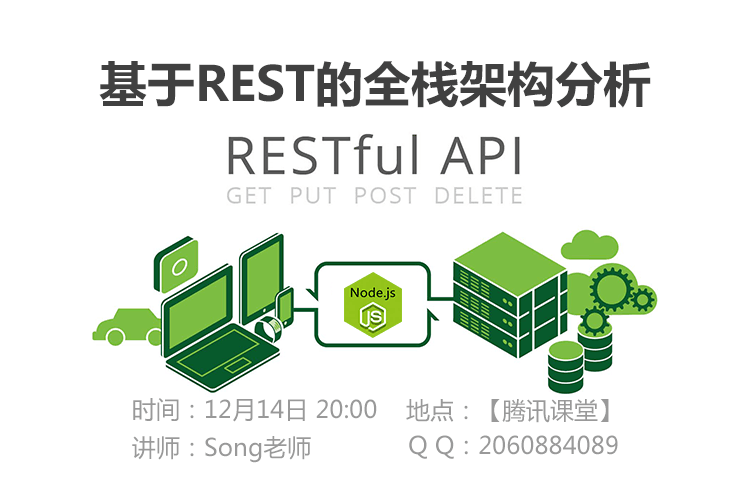 基于REST的全栈架构分析
RESTful API
GET PUT POST DELETE
Node.js
JS
时间：12月14日 20:00 地点：【腾讯课堂】
讲师：Song老师 Q Q：2060884089